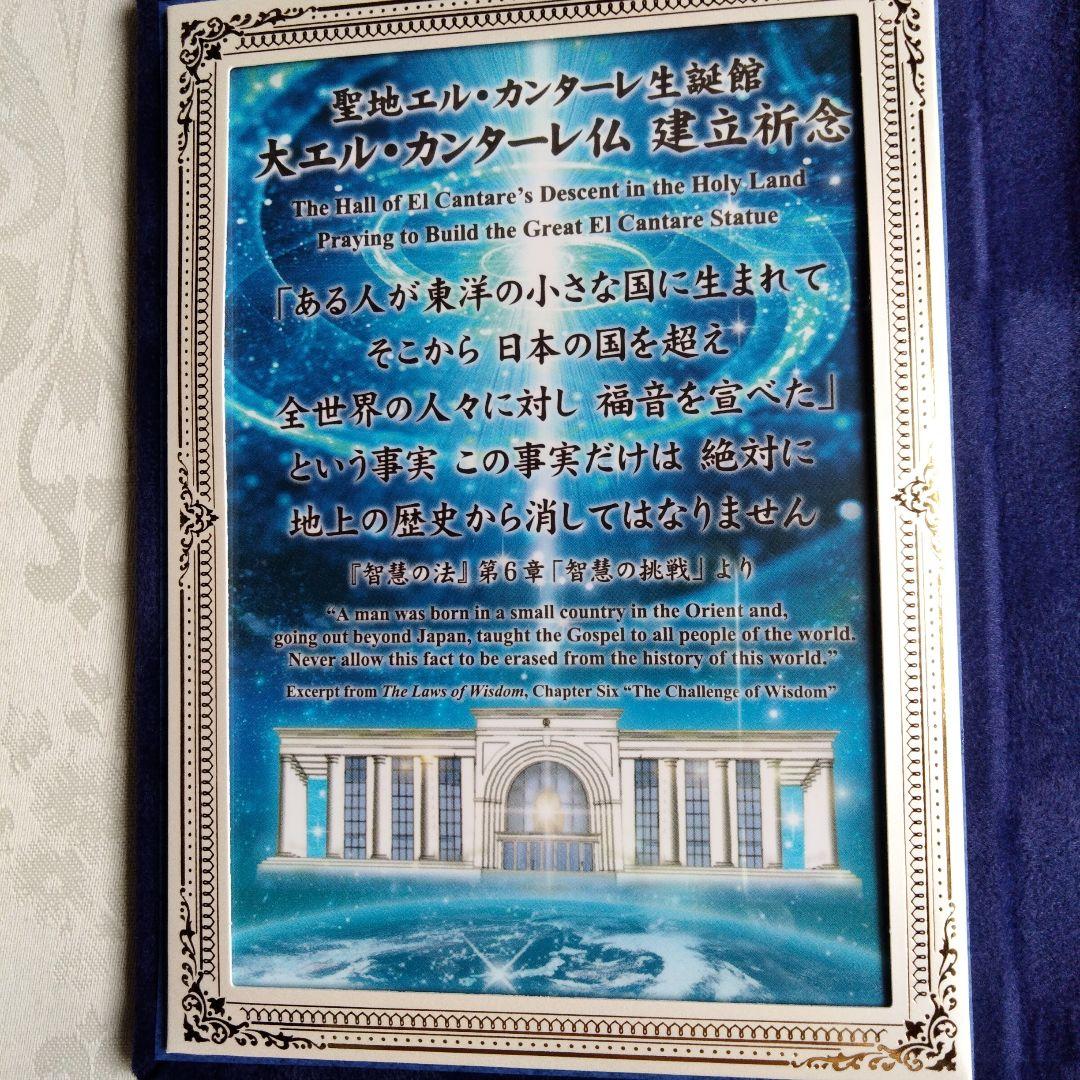 聖地エル・カンターレ生誕館
大エル・カンターレ仏 建立祈念
The Hall of El Cantare's Descent in the Holy Land
Praying to Build the Great El Cantare Statue
「ある人が東洋の小さな国に生まれて
そこから 日本の国を超え
全世界の人々に対し 福音を宣べた」
という事実 この事実だけは 絶対に
地上の歴史から消してはなりません
『智慧の法』第6章「智慧の挑戦」より
“A man was born in a small country in the Orient and,
going out beyond Japan, taught the Gospel to all people of the world.
Never allow this fact to be erased from the history of this world.”
Excerpt from The Laws of Wisdom, Chapter Six “The Challenge of Wisdom”